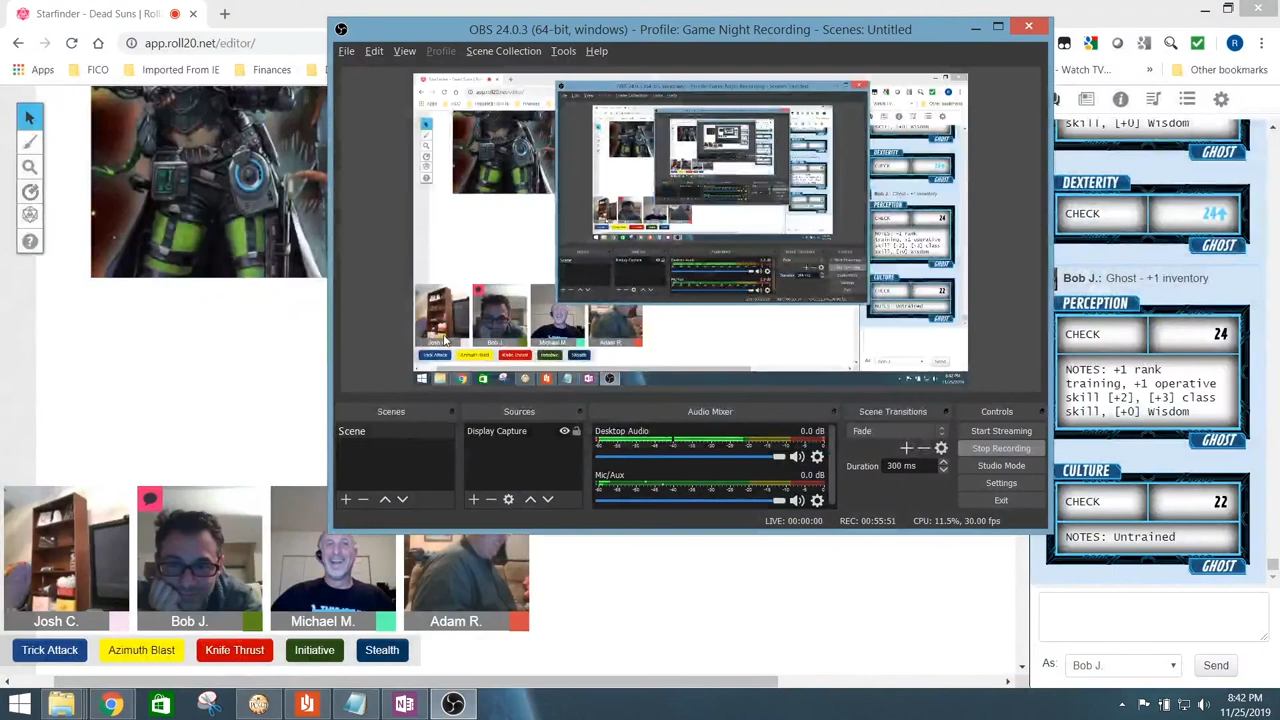 Starfinder - Dead Suns | Roll20
app.roll20.net/editor/
Apps
FICO
Imported From IE
Finances
OBS 24.0.3 (64-bit, windows) - Profile: Game Night Recording - Scenes: Untitled
File Edit View Profile Scene Collection Tools Help
R
- Watch TV...
»
Other bookmarks
skill, [+0] Wisdom
GHOST
DEXTERITY
CHECK
24
GHOST
Bob J.: Ghost - +1 inventory
PERCEPTION
CHECK
24
NOTES: +1 rank
training, +1 operative
skill [+2], [+3] class
skill, [+0] Wisdom
GHOST
CULTURE
CHECK
22
NOTES: Untrained
GHOST
As:
Bob J.
Send
Scenes
Scene
Sources
Display Capture
Audio Mixer
Desktop Audio
0.0 dB
Mic/Aux
0.0 dB
Scene Transitions
Fade
Duration
300 ms
Controls
Start Streaming
Stop Recording
Studio Mode
Settings
Exit
LIVE: 00:00:00
REC: 00:55:51
CPU: 11.5%, 30.00 fps
Josh C.
Bob J.
Michael M.
Adam R.
Trick Attack
Azimuth Blast
Knife Thrust
Initiative
Stealth
8:42 PM
11/25/2019